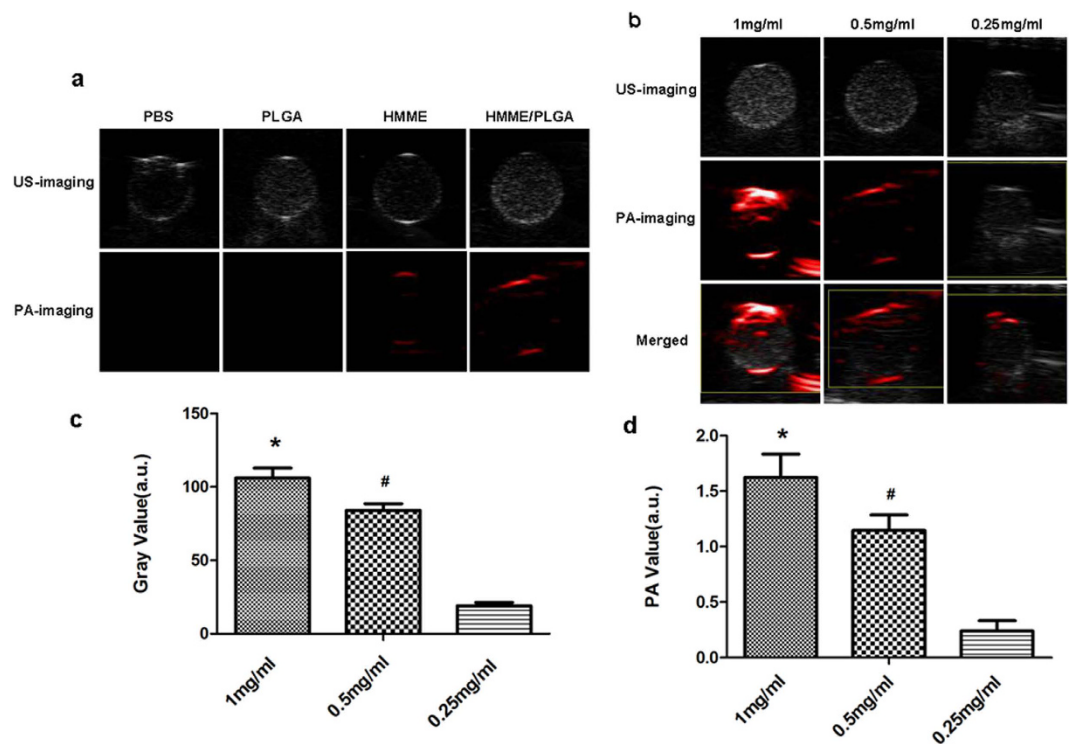 a
PBS PLGA HMME HMME/PLGA
US-imaging
PA-imaging
b
1mg/ml 0.5mg/ml 0.25mg/ml
US-imaging
PA-imaging
Merged
c
Gray Value(a.u.)
150
100
50
0
*
#
1mg/ml 0.5mg/ml 0.25mg/ml
d
PA Value(a.u.)
2.0
1.5
1.0
0.5
0.0
*
#
1mg/ml 0.5mg/ml 0.25mg/ml